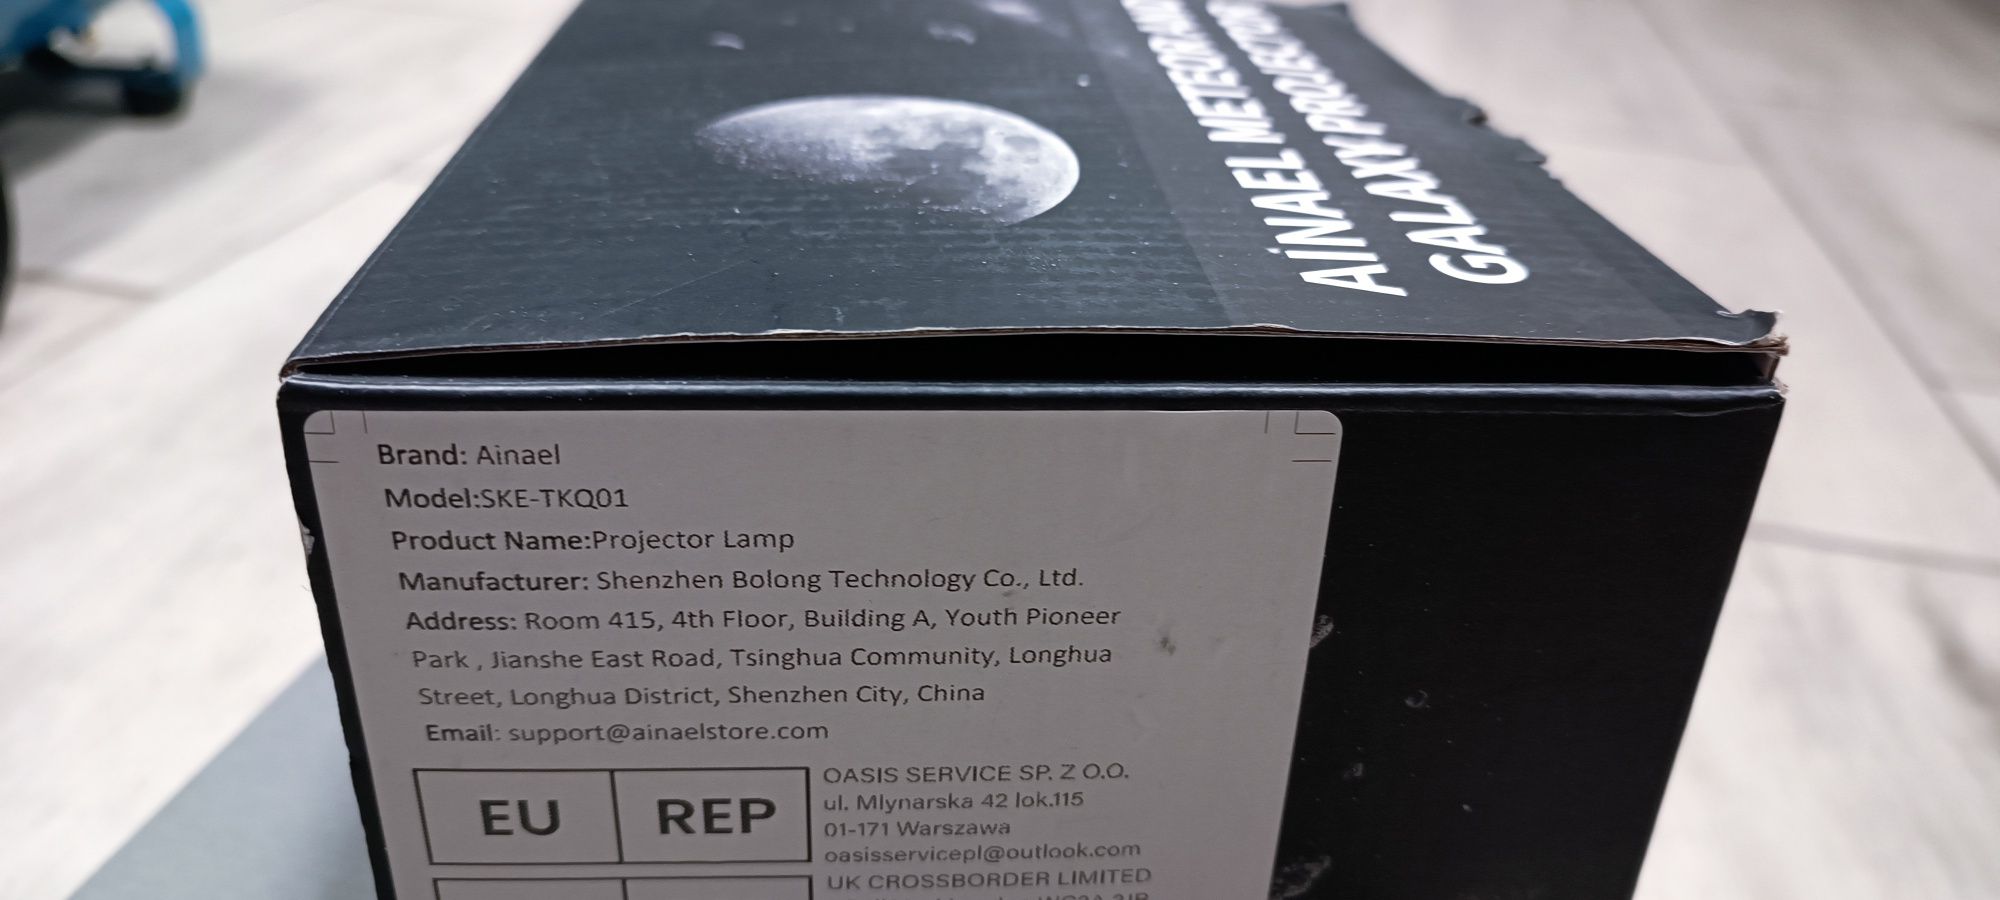 AiNAEL METEOR AND
GALAXY PROJECTOR
Brand: Ainael
Model:SKE-TKQ01
Product Name:Projector Lamp
Manufacturer: Shenzhen Bolong Technology Co., Ltd.
Address: Room 415, 4th Floor, Building A, Youth Pioneer
Park , Jianshe East Road, Tsinghua Community, Longhua
Street, Longhua District, Shenzhen City, China
Email: support@ainaelstore.com
EU REP
OASIS SERVICE SP. Z O.O.
ul. Mlynarska 42 lok.115
01-171 Warszawa
oasisservicepl@outlook.com
UK CROSSBORDER LIMITED